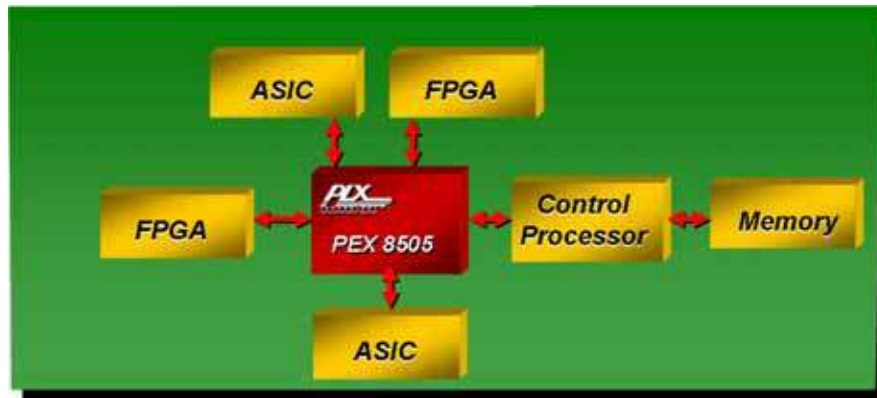 ASIC
FPGA
PLX
FPGA
PEX 8505
Control
Processor
Memory
ASIC